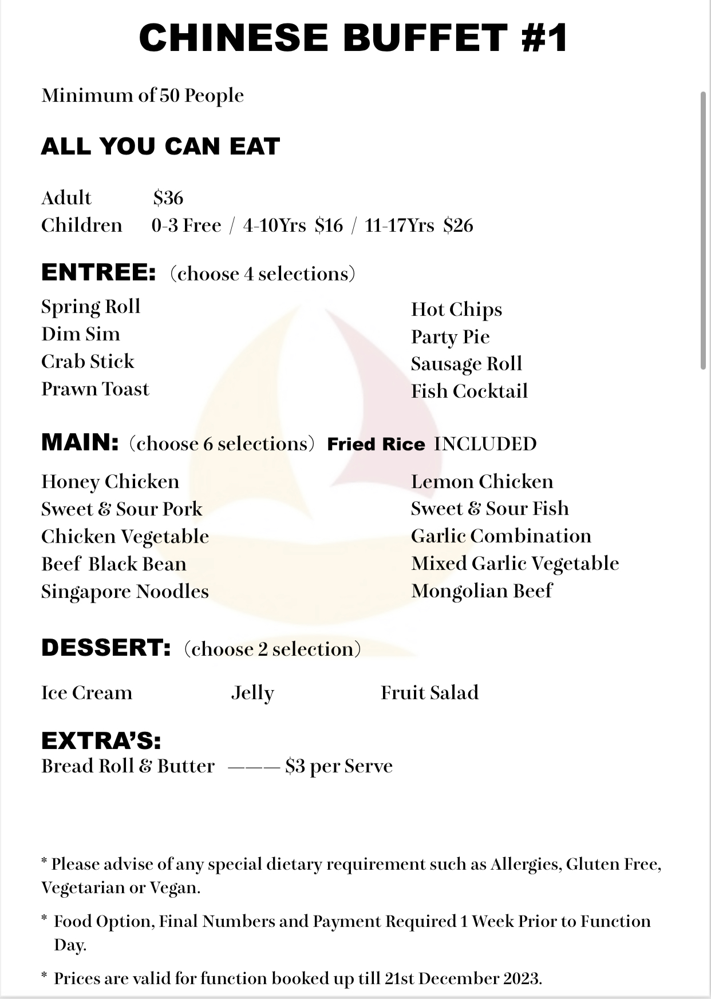 CHINESE BUFFET #1
Minimum of 50 People
ALL YOU CAN EAT
Adult $36
Children 0-3 Free / 4-10Yrs $16 / 11-17Yrs $26
ENTREE: (choose 4 selections)
Spring Roll
Dim Sim
Crab Stick
Prawn Toast
Hot Chips
Party Pie
Sausage Roll
Fish Cocktail
MAIN: (choose 6 selections) Fried Rice INCLUDED
Honey Chicken
Sweet & Sour Pork
Chicken Vegetable
Beef Black Bean
Singapore Noodles
Lemon Chicken
Sweet & Sour Fish
Garlic Combination
Mixed Garlic Vegetable
Mongolian Beef
DESSERT: (choose 2 selection)
Ice Cream Jelly Fruit Salad
EXTRA’S:
Bread Roll & Butter ——— $3 per Serve
* Please advise of any special dietary requirement such as Allergies, Gluten Free,
Vegetarian or Vegan.
* Food Option, Final Numbers and Payment Required 1 Week Prior to Function
Day.
* Prices are valid for function booked up till 21st December 2023.